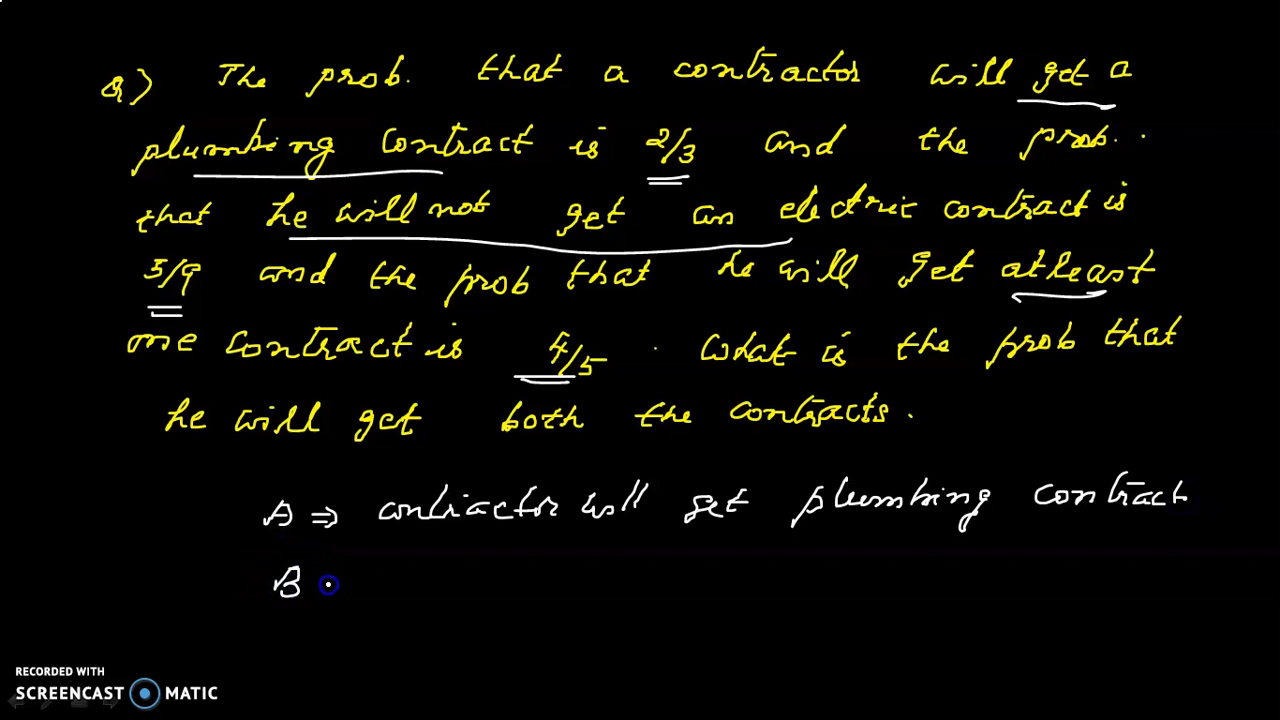 Q) The prob. that a contractor will get a
plumbing contract is 2/3 and the prob.
that he will not get an electric contract is
5/9 and the prob that he will get atleast
one contract is 4/5. what is the prob that
he will get both the contracts.
A ⇒ contractor will get plumbing contract
B
RECORDED WITH
SCREENCAST MATIC